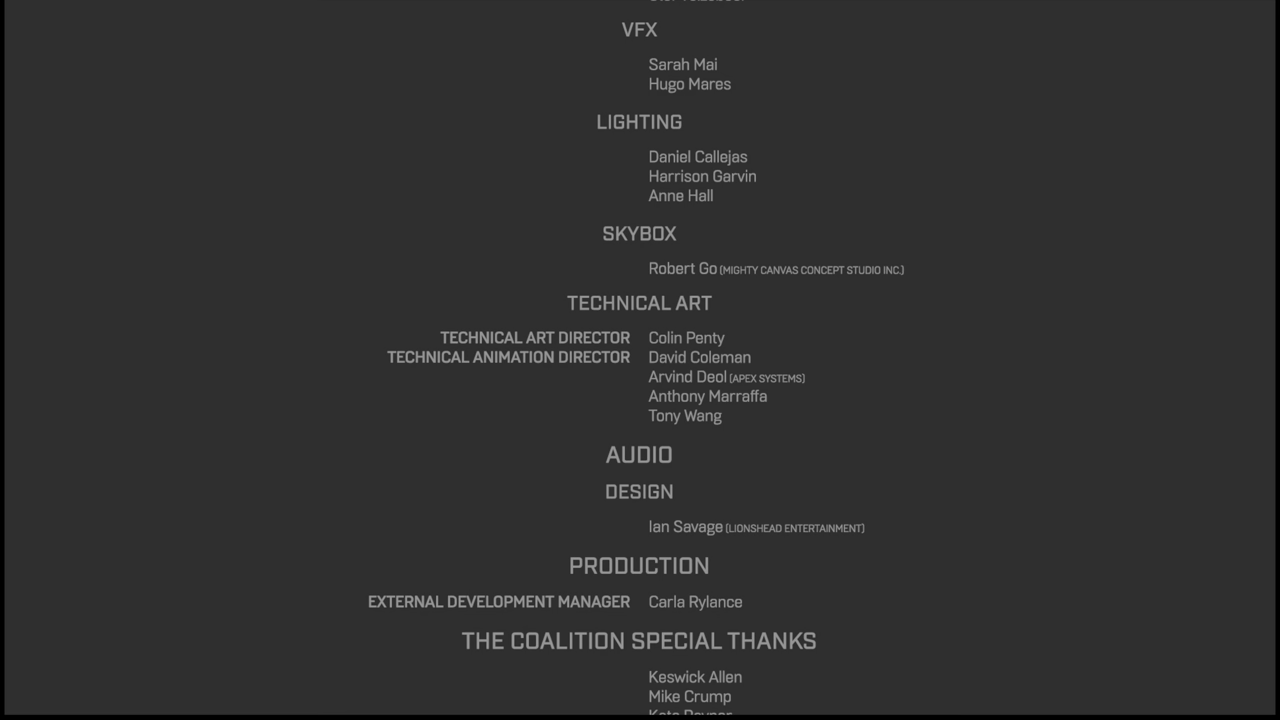 VFX
Sarah Mai
Hugo Mares
LIGHTING
Daniel Callejas
Harrison Garvin
Anne Hall
SKYBOX
Robert Go (MIGHTY CANVAS CONCEPT STUDIO INC.)
TECHNICAL ART
TECHNICAL ART DIRECTOR Colin Penty
TECHNICAL ANIMATION DIRECTOR David Coleman
Arvind Deol (APEX SYSTEMS)
Anthony Marraffa
Tony Wang
AUDIO
DESIGN
Ian Savage (LIONSHEAD ENTERTAINMENT)
PRODUCTION
EXTERNAL DEVELOPMENT MANAGER Carla Rylance
THE COALITION SPECIAL THANKS
Keswick Allen
Mike Crump